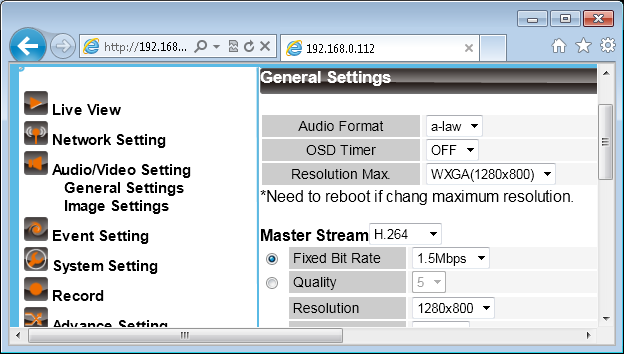 http://192.168...
192.168.0.112
General Settings
Live View
Network Setting
Audio/Video Setting
General Settings
Image Settings
Event Setting
System Setting
Record
Advance Setting
Audio Format a-law
OSD Timer OFF
Resolution Max. WXGA(1280x800)
*Need to reboot if chang maximum resolution.
Master Stream H.264
Fixed Bit Rate 1.5Mbps
Quality 5
Resolution 1280x800